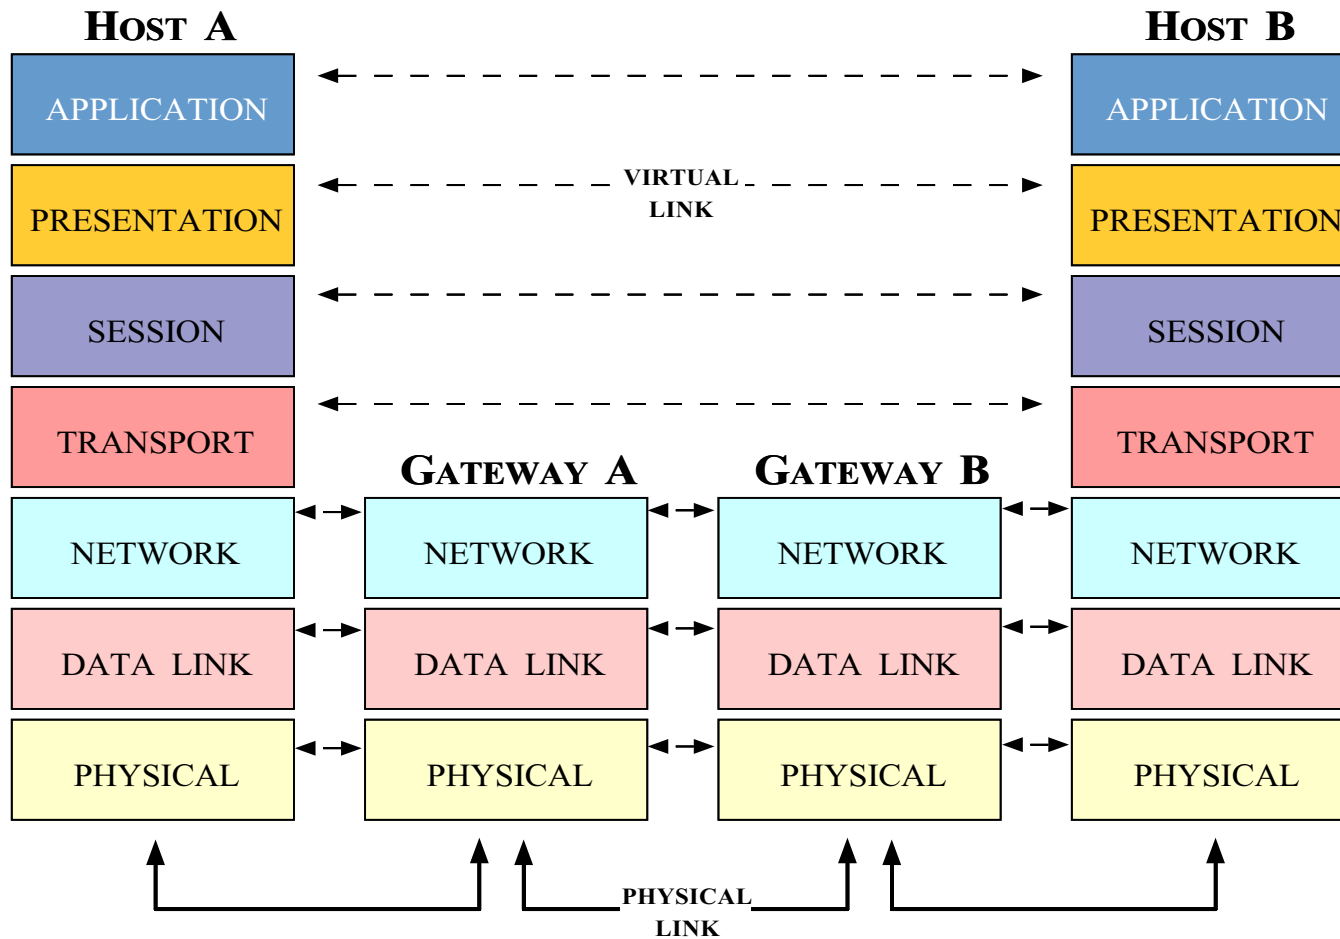 HOST A
HOST B
APPLICATION
APPLICATION
PRESENTATION
VIRTUAL
LINK
PRESENTATION
SESSION
SESSION
TRANSPORT
TRANSPORT
GATEWAY A
GATEWAY B
NETWORK
NETWORK
NETWORK
NETWORK
DATA LINK
DATA LINK
DATA LINK
DATA LINK
PHYSICAL
PHYSICAL
PHYSICAL
PHYSICAL
PHYSICAL
LINK